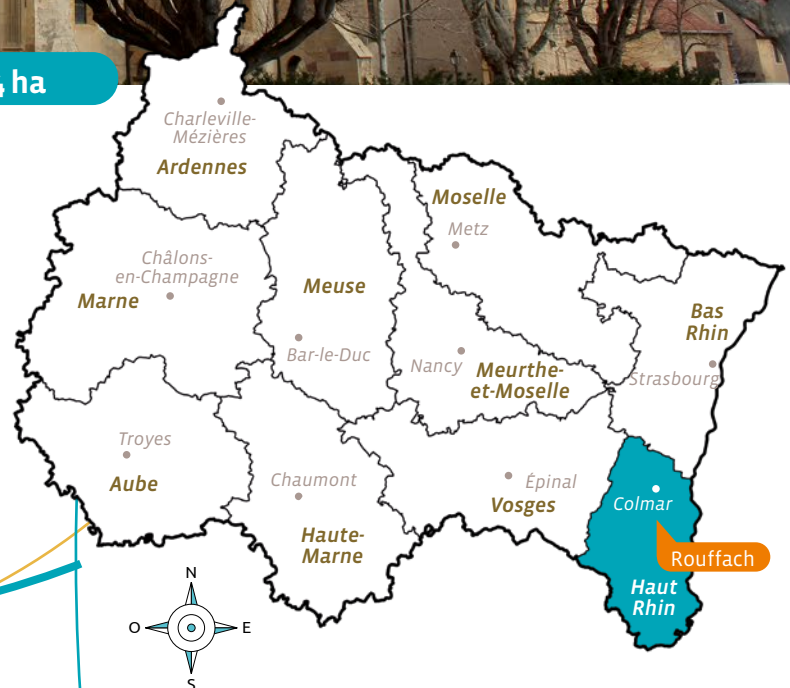 ha
Charleville-
Mézières
Ardennes
Moselle
Metz
Châlons-
en-Champagne
Marne
Meuse
Bar-le-Duc
Nancy
Meurthe-
et-Moselle
Bas
Rhin
Strasbourg
Troyes
Aube
Chaumont
Haute-
Marne
Épinal
Vosges
Colmar
Rouffach
Haut
Rhin
N
O
E
S